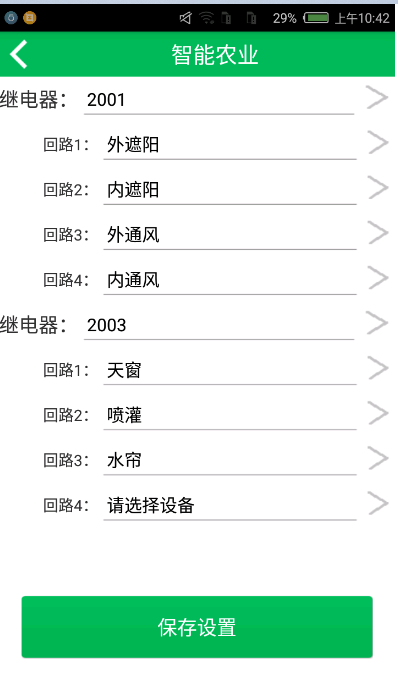 29% 上午10:42
智能农业
继电器： 2001
回路1： 外遮阳
回路2： 内遮阳
回路3： 外通风
回路4： 内通风
继电器： 2003
回路1： 天窗
回路2： 喷灌
回路3： 水帘
回路4： 请选择设备
保存设置